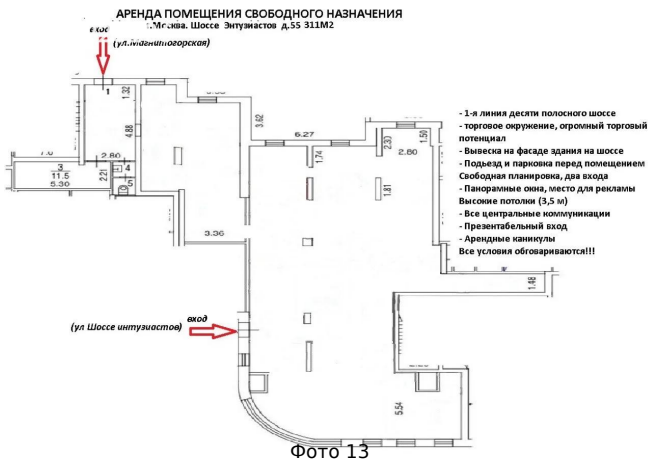 АРЕНДА ПОМЕЩЕНИЯ СВОБОДНОГО НАЗНАЧЕНИЯ
г.Москва. Шоссе Энтузиастов д.55 311М2
вход
(ул.Магнитогорская)
1
1.32
4.88
2.80
3
11.5
5.30
2.21
4
5
3.36
3.62
6.27
1.74
2.30
1.50
2.80
1.81
1.48
5.54
- 1-я линия десяти полосного шоссе
- торговое окружение, огромный торговый
потенциал
- Вывеска на фасаде здания на шоссе
- Подьезд и парковка перед помещением
Свободная планировка, два входа
- Панорамные окна, место для рекламы
Высокие потолки (3,5 м)
- Все центральные коммуникации
- Презентабельный вход
- Арендные каникулы
Все условия обговариваются!!!
вход
(ул Шоссе интузиастов)
Фото 13